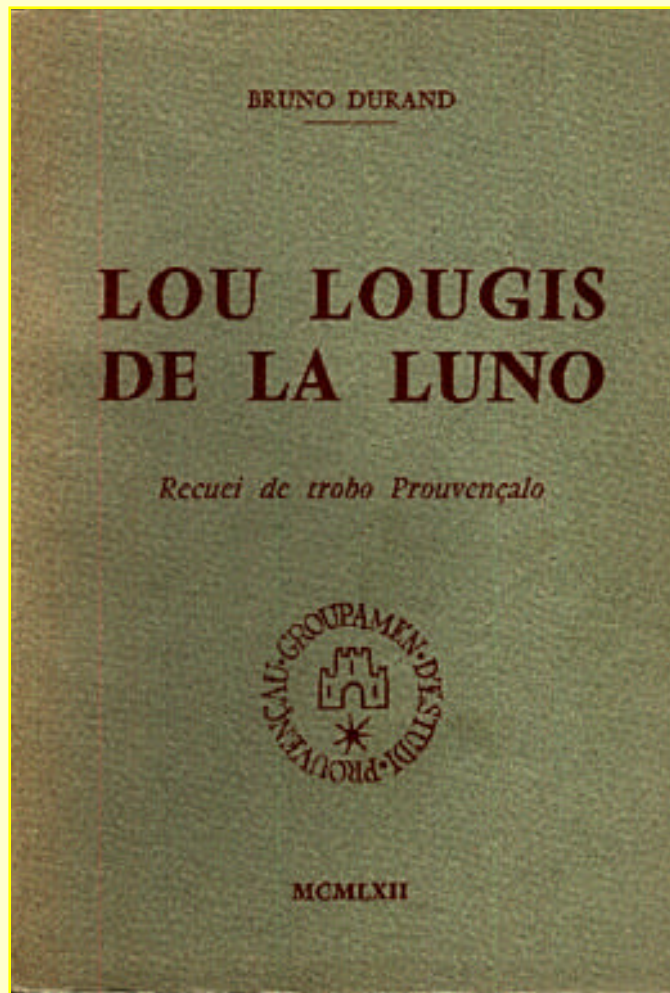 BRUNO DURAND
LOU LOUGIS
DE LA LUNO
Recuei de trobo Prouvençalo
GROUPAMEN·D'ESTUDI·PROUVENÇAU·
MCMLXII